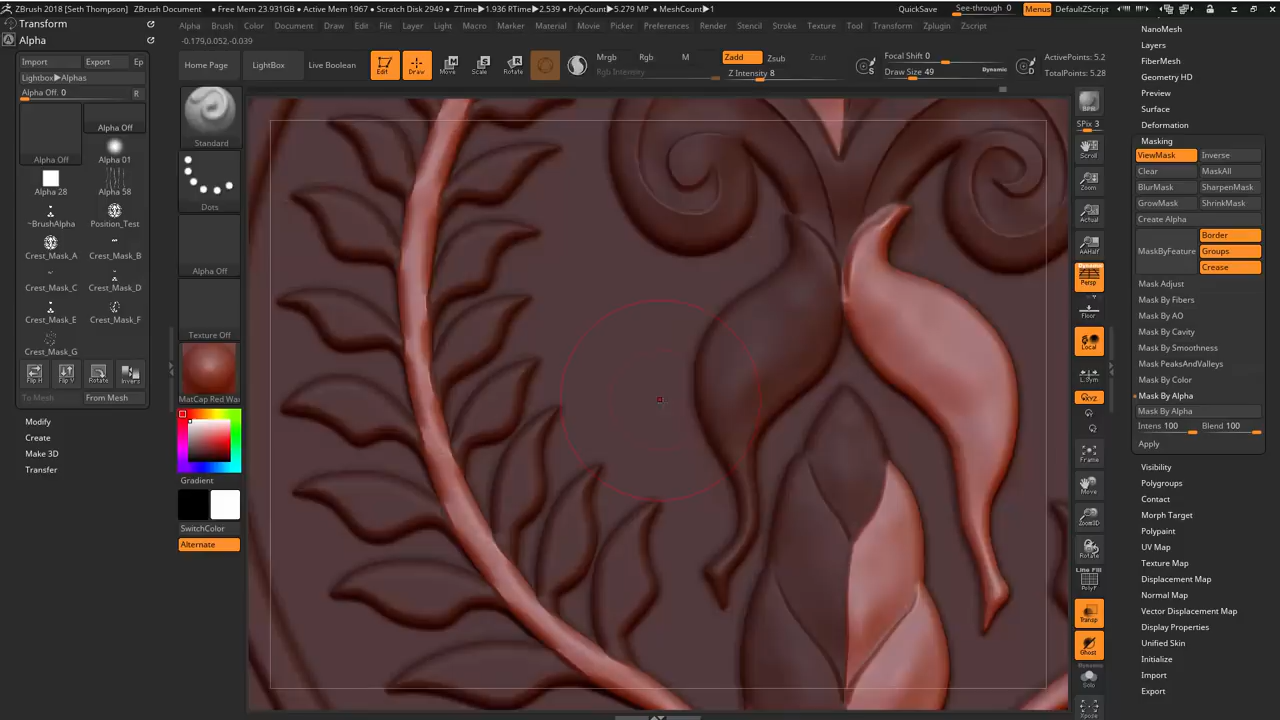 ZBrush 2018 [Seth Thompson] ZBrush Document • Free Mem 23.931GB • Active Mem 1967 • Scratch Disk 2949 • ZTime▶1.936 RTime▶2.539 • PolyCount▶5.279 MP • MeshCount▶1 QuickSave See-through 0 Menus DefaultZScript
Transform
Alpha Brush Color Document Draw Edit File Layer Light Macro Marker Material Movie Picker Preferences Render Stencil Stroke Texture Tool Transform Zplugin Zscript
Alpha
-0.179,0.052,-0.039
Import Export Ep
Lightbox▶Alphas
Alpha Off. 0 R
Alpha Off
Alpha Off Alpha 01
Alpha 28 Alpha 58
~BrushAlpha Position_Test
Crest_Mask_A Crest_Mask_B
Crest_Mask_C Crest_Mask_D
Crest_Mask_E Crest_Mask_F
Crest_Mask_G
Flip H Flip V Rotate Invers
To Mesh From Mesh
Modify
Create
Make 3D
Transfer
Home Page LightBox Live Boolean Edit Draw Move Scale Rotate
Mrgb Rgb M Zadd Zsub Zcut
Rgb Intensity Z Intensity 8
Focal Shift 0
Draw Size 49 Dynamic
S D
ActivePoints: 5.2
TotalPoints: 5.28
Standard
Dots
Alpha Off
Texture Off
MatCap Red Wa
Gradient
SwitchColor
Alternate
BPR
SPix 3
Scroll
Zoom
Actual
AAHalf
Persp
Floor
Local
L.Sym
XYZ
Frame
Move
Zoom3D
Rotate
Line Fill
PolyF
Transp
Ghost
Dynamic
Solo
Xpose
NanoMesh
Layers
FiberMesh
Geometry HD
Preview
Surface
Deformation
Masking
ViewMask Inverse
Clear MaskAll
BlurMask SharpenMask
GrowMask ShrinkMask
Create Alpha
MaskByFeature Border
Groups
Crease
Mask Adjust
Mask By Fibers
Mask By AO
Mask By Cavity
Mask By Smoothness
Mask PeaksAndValleys
Mask By Color
Mask By Alpha
Mask By Alpha
Intens 100 Blend 100
Apply
Visibility
Polygroups
Contact
Morph Target
Polypaint
UV Map
Texture Map
Displacement Map
Normal Map
Vector Displacement Map
Display Properties
Unified Skin
Initialize
Import
Export